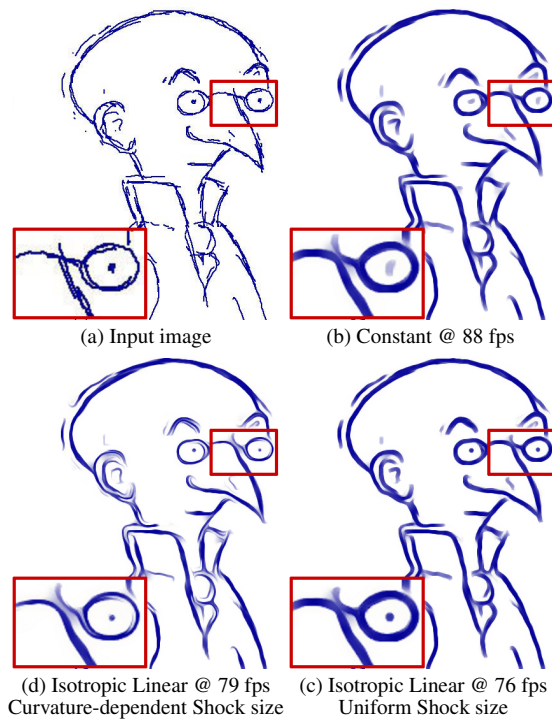 (a) Input image
(b) Constant @ 88 fps
(d) Isotropic Linear @ 79 fps
Curvature-dependent Shock size
(c) Isotropic Linear @ 76 fps
Uniform Shock size